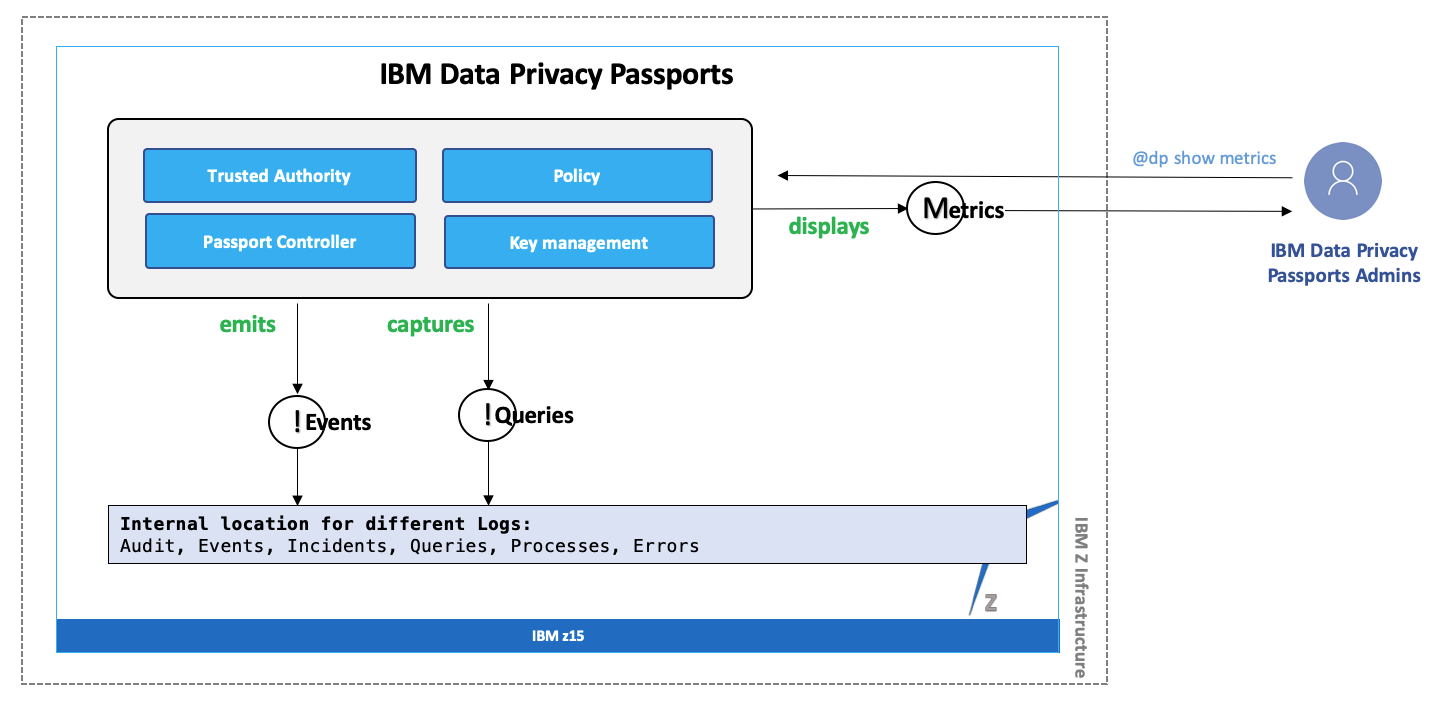 IBM Data Privacy Passports
Trusted Authority
Policy
Passport Controller
Key management
@dp show metrics
displays
Metrics
IBM Data Privacy
Passports Admins
emits
captures
! Events
! Queries
Internal location for different Logs:
Audit, Events, Incidents, Queries, Processes, Errors
Z
IBM z15
IBM Z Infrastructure